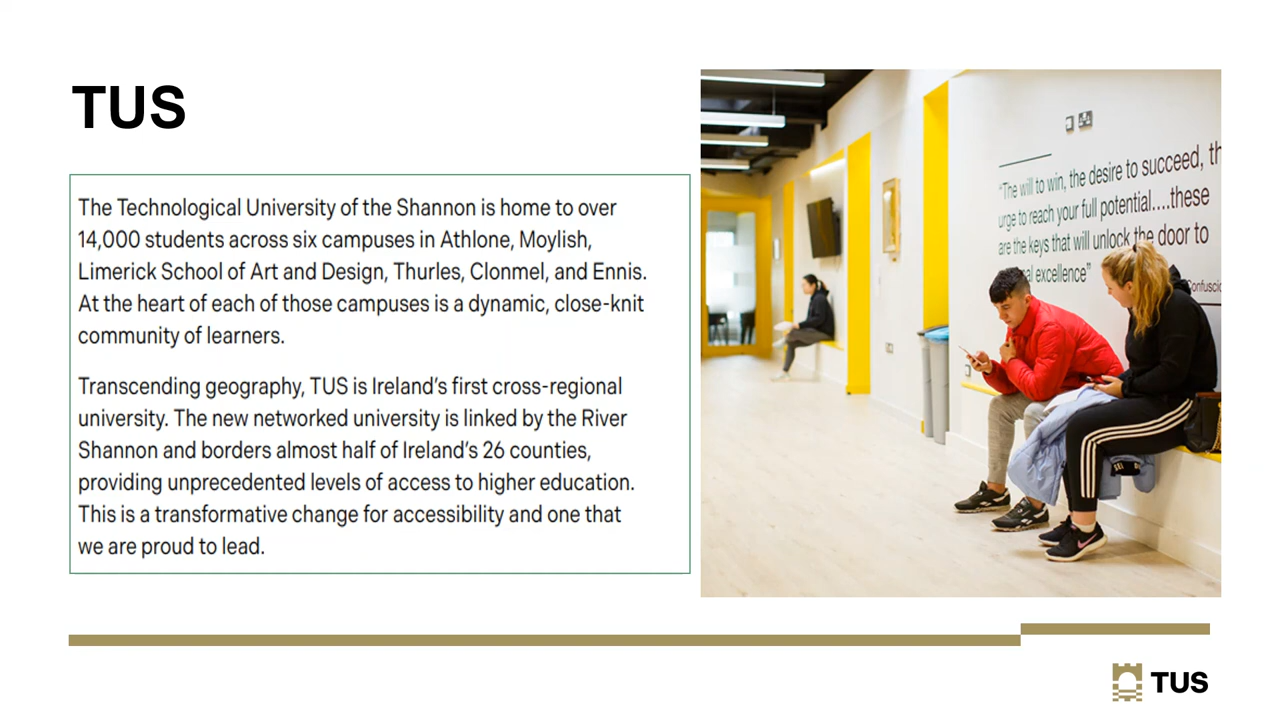 TUS
The Technological University of the Shannon is home to over
14,000 students across six campuses in Athlone, Moylish,
Limerick School of Art and Design, Thurles, Clonmel, and Ennis.
At the heart of each of those campuses is a dynamic, close-knit
community of learners.
Transcending geography, TUS is Ireland's first cross-regional
university. The new networked university is linked by the River
Shannon and borders almost half of Ireland's 26 counties,
providing unprecedented levels of access to higher education.
This is a transformative change for accessibility and one that
we are proud to lead.
"The will to win, the desire to succeed, th
urge to reach your full potential....these
are the keys that will unlock the door to
al excellence"
Confusci
TUS